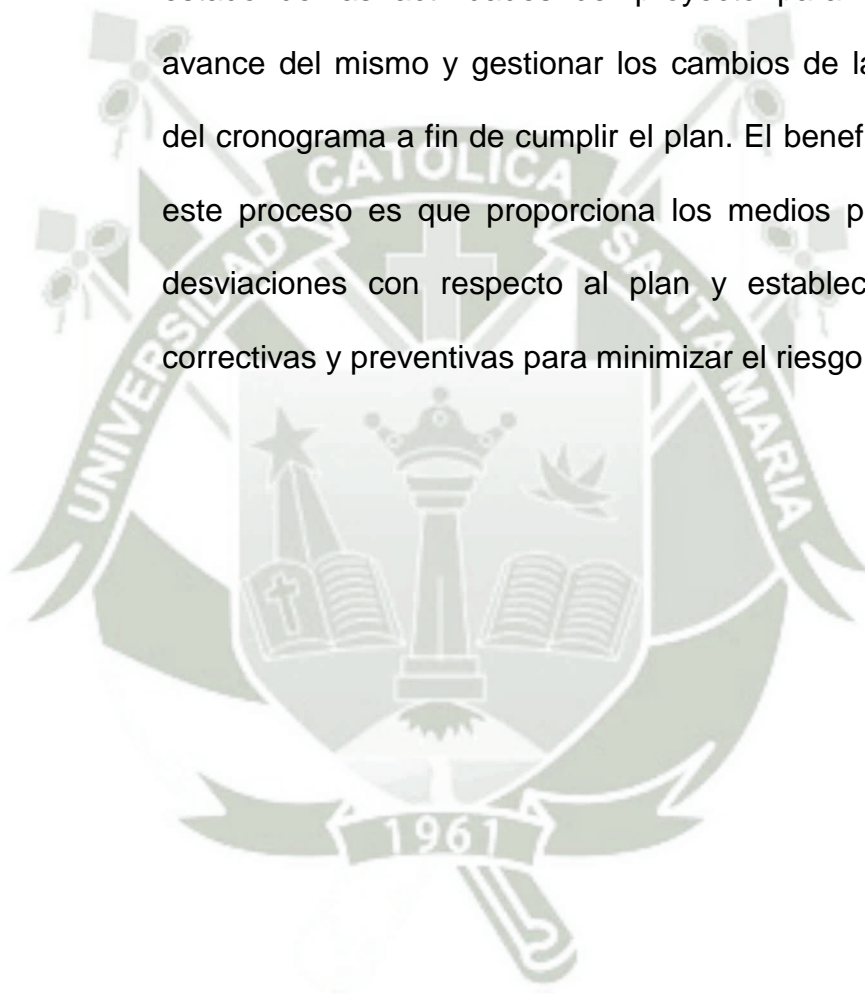 avance del mismo y gestionar los cambios de la
del cronograma a fin de cumplir el plan. El benef
este proceso es que proporciona los medios p
desviaciones con respecto al plan y establec
correctivas y preventivas para minimizar el riesgo
UNIVERSIDAD CATOLICA SANTA MARIA
1961